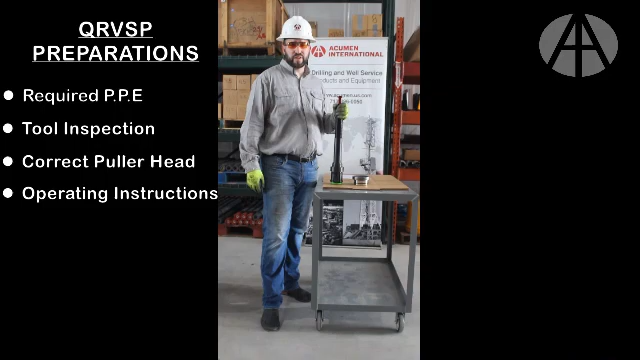 QRVSP
PREPARATIONS
Required P.P.E
Tool Inspection
Correct Puller Head
Operating Instructions
ACUMEN
INTERNATIONAL
Drilling and Well Service
Products and Equipment